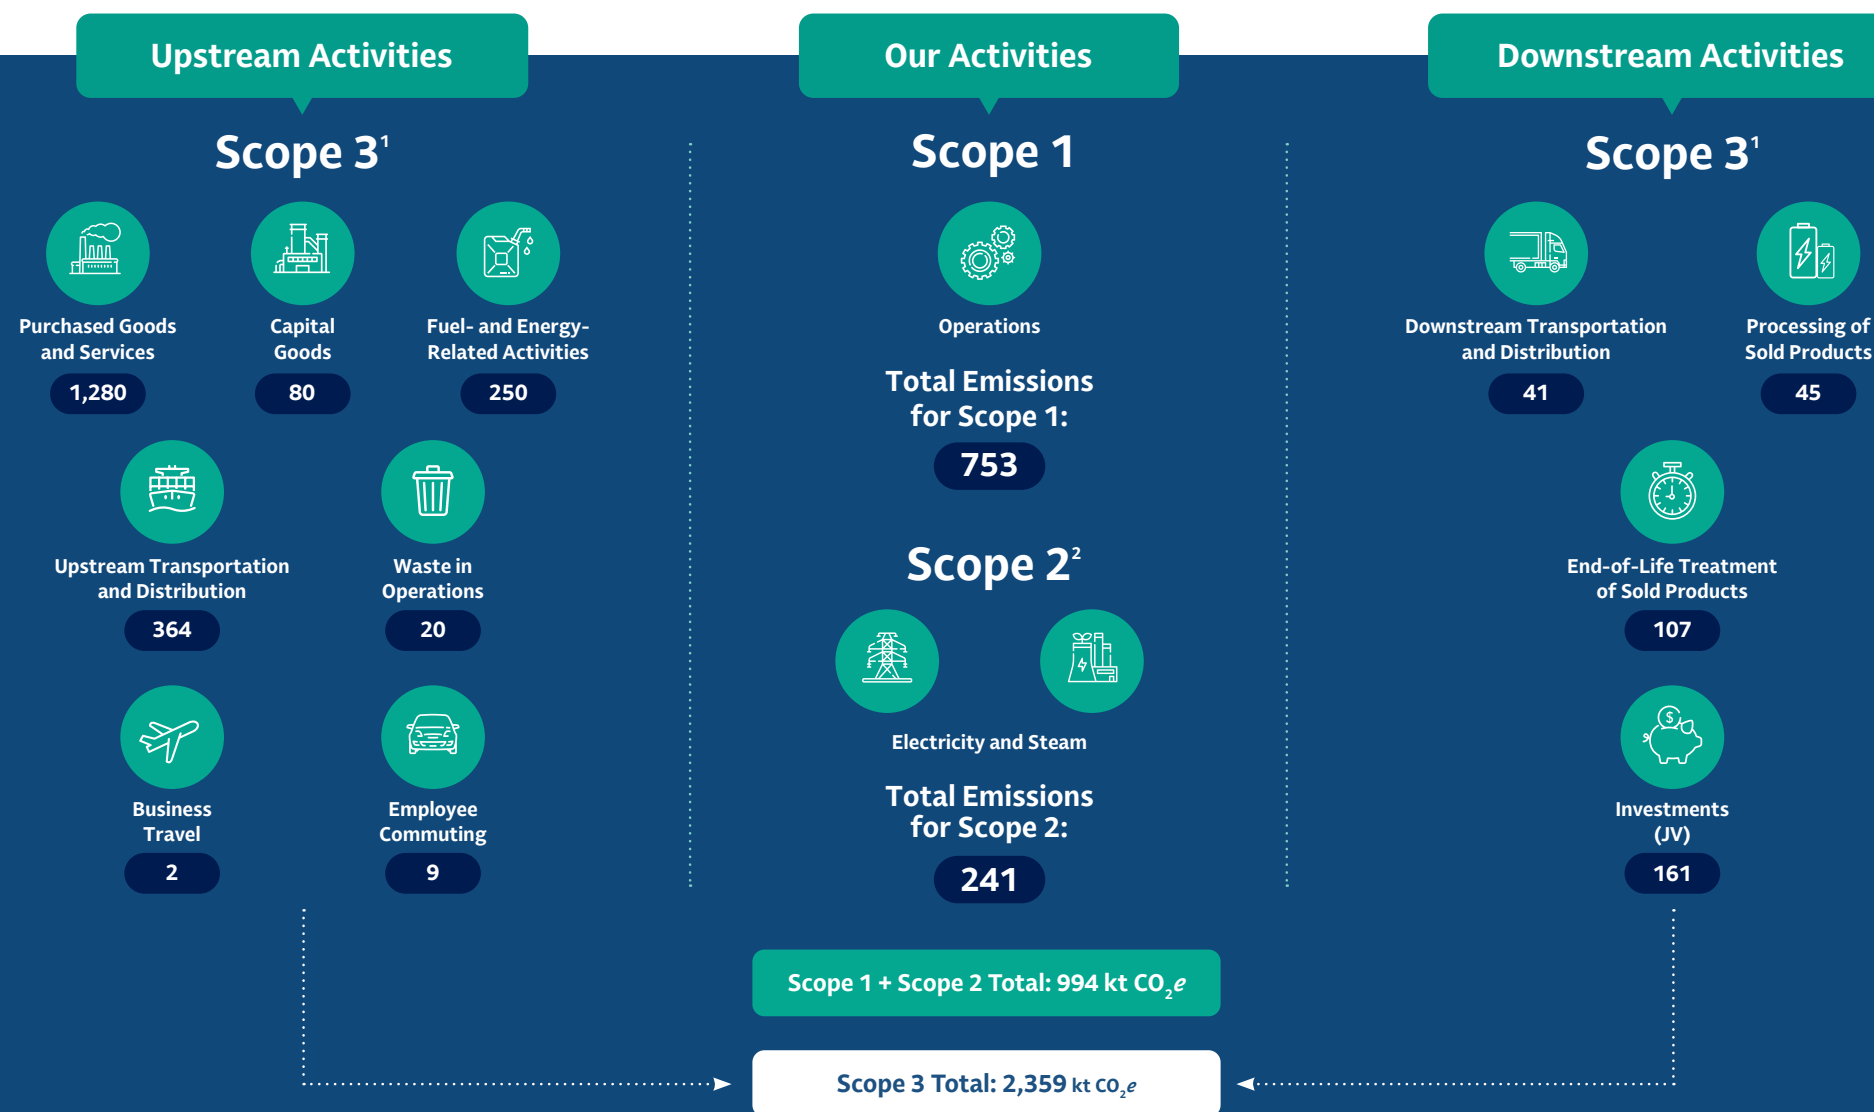 Upstream Activities
Scope 3¹
Purchased Goods
and Services
1,280
Capital
Goods
80
Fuel- and Energy-
Related Activities
250
Upstream Transportation
and Distribution
364
Waste in
Operations
20
Business
Travel
2
Employee
Commuting
9
Our Activities
Scope 1
Operations
Total Emissions
for Scope 1:
753
Scope 2²
Electricity and Steam
Total Emissions
for Scope 2:
241
Downstream Activities
Scope 3¹
Downstream Transportation
and Distribution
41
Processing of
Sold Products
45
End-of-Life Treatment
of Sold Products
107
Investments
(JV)
161
Scope 1 + Scope 2 Total: 994 kt CO₂e
Scope 3 Total: 2,359 kt CO₂e